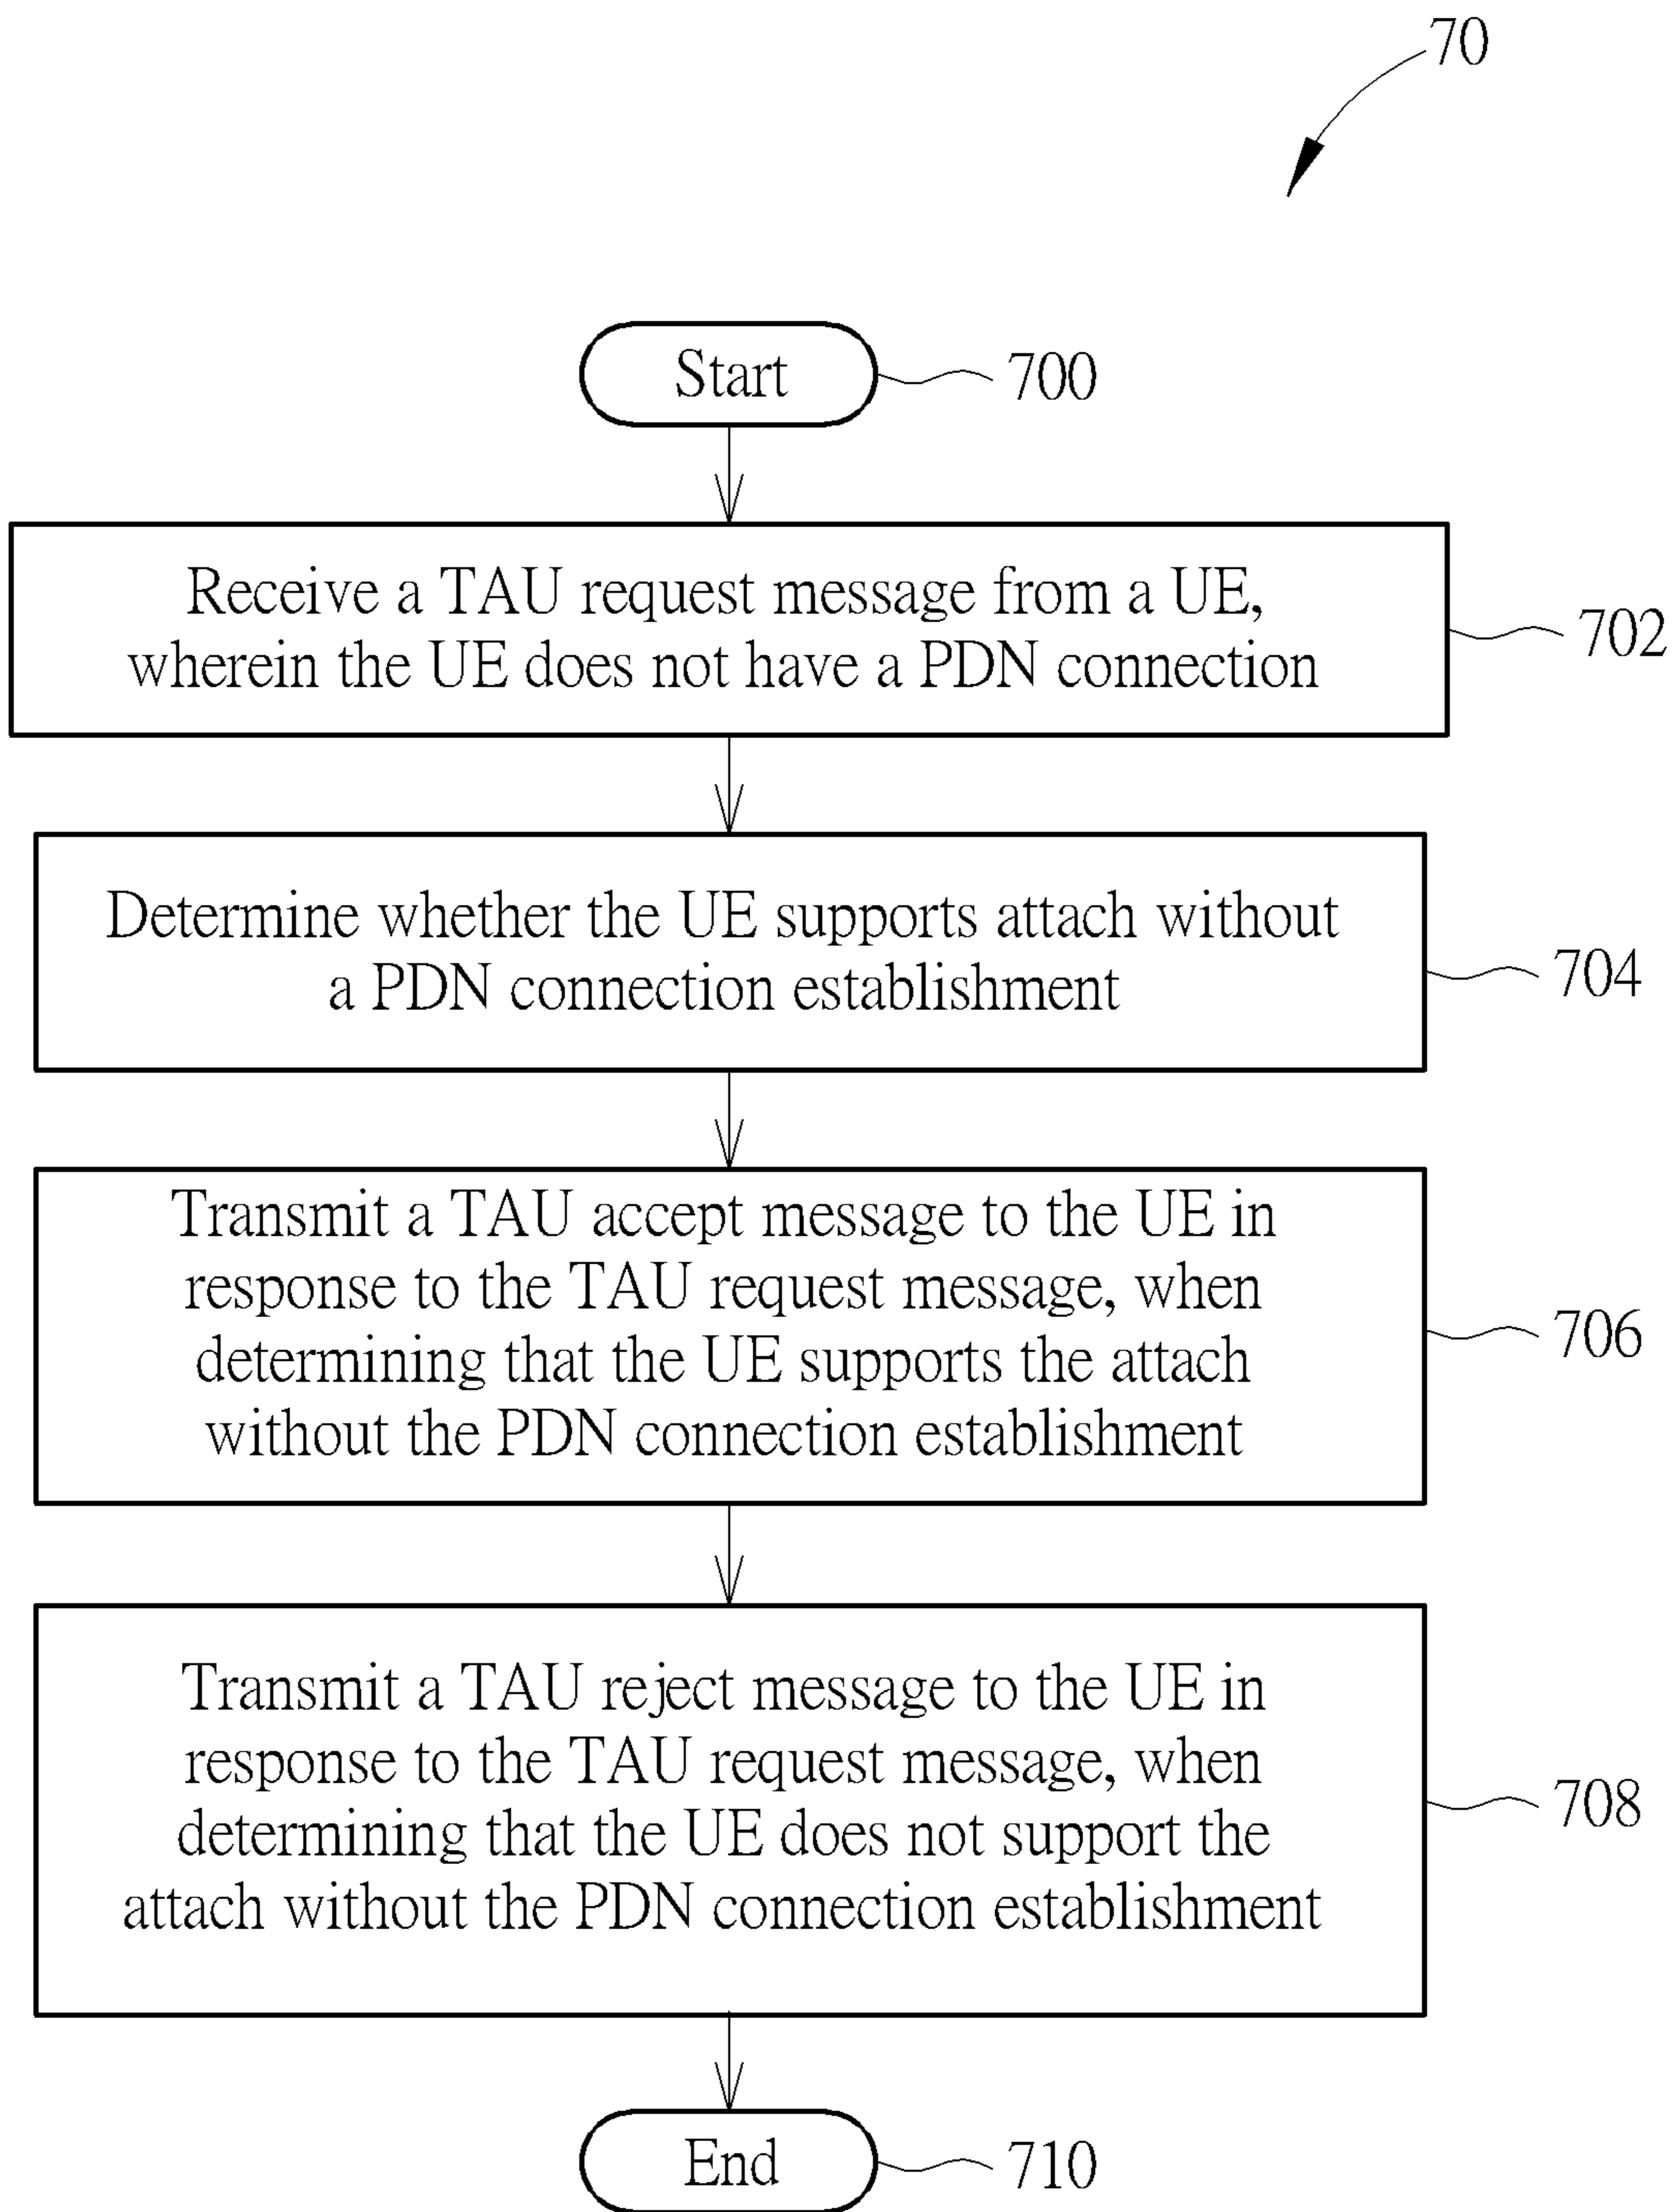 70
Start
700
Receive a TAU request message from a UE,
wherein the UE does not have a PDN connection
702
Determine whether the UE supports attach without
a PDN connection establishment
704
Transmit a TAU accept message to the UE in
response to the TAU request message, when
determining that the UE supports the attach
without the PDN connection establishment
706
Transmit a TAU reject message to the UE in
response to the TAU request message, when
determining that the UE does not support the
attach without the PDN connection establishment
708
End
710